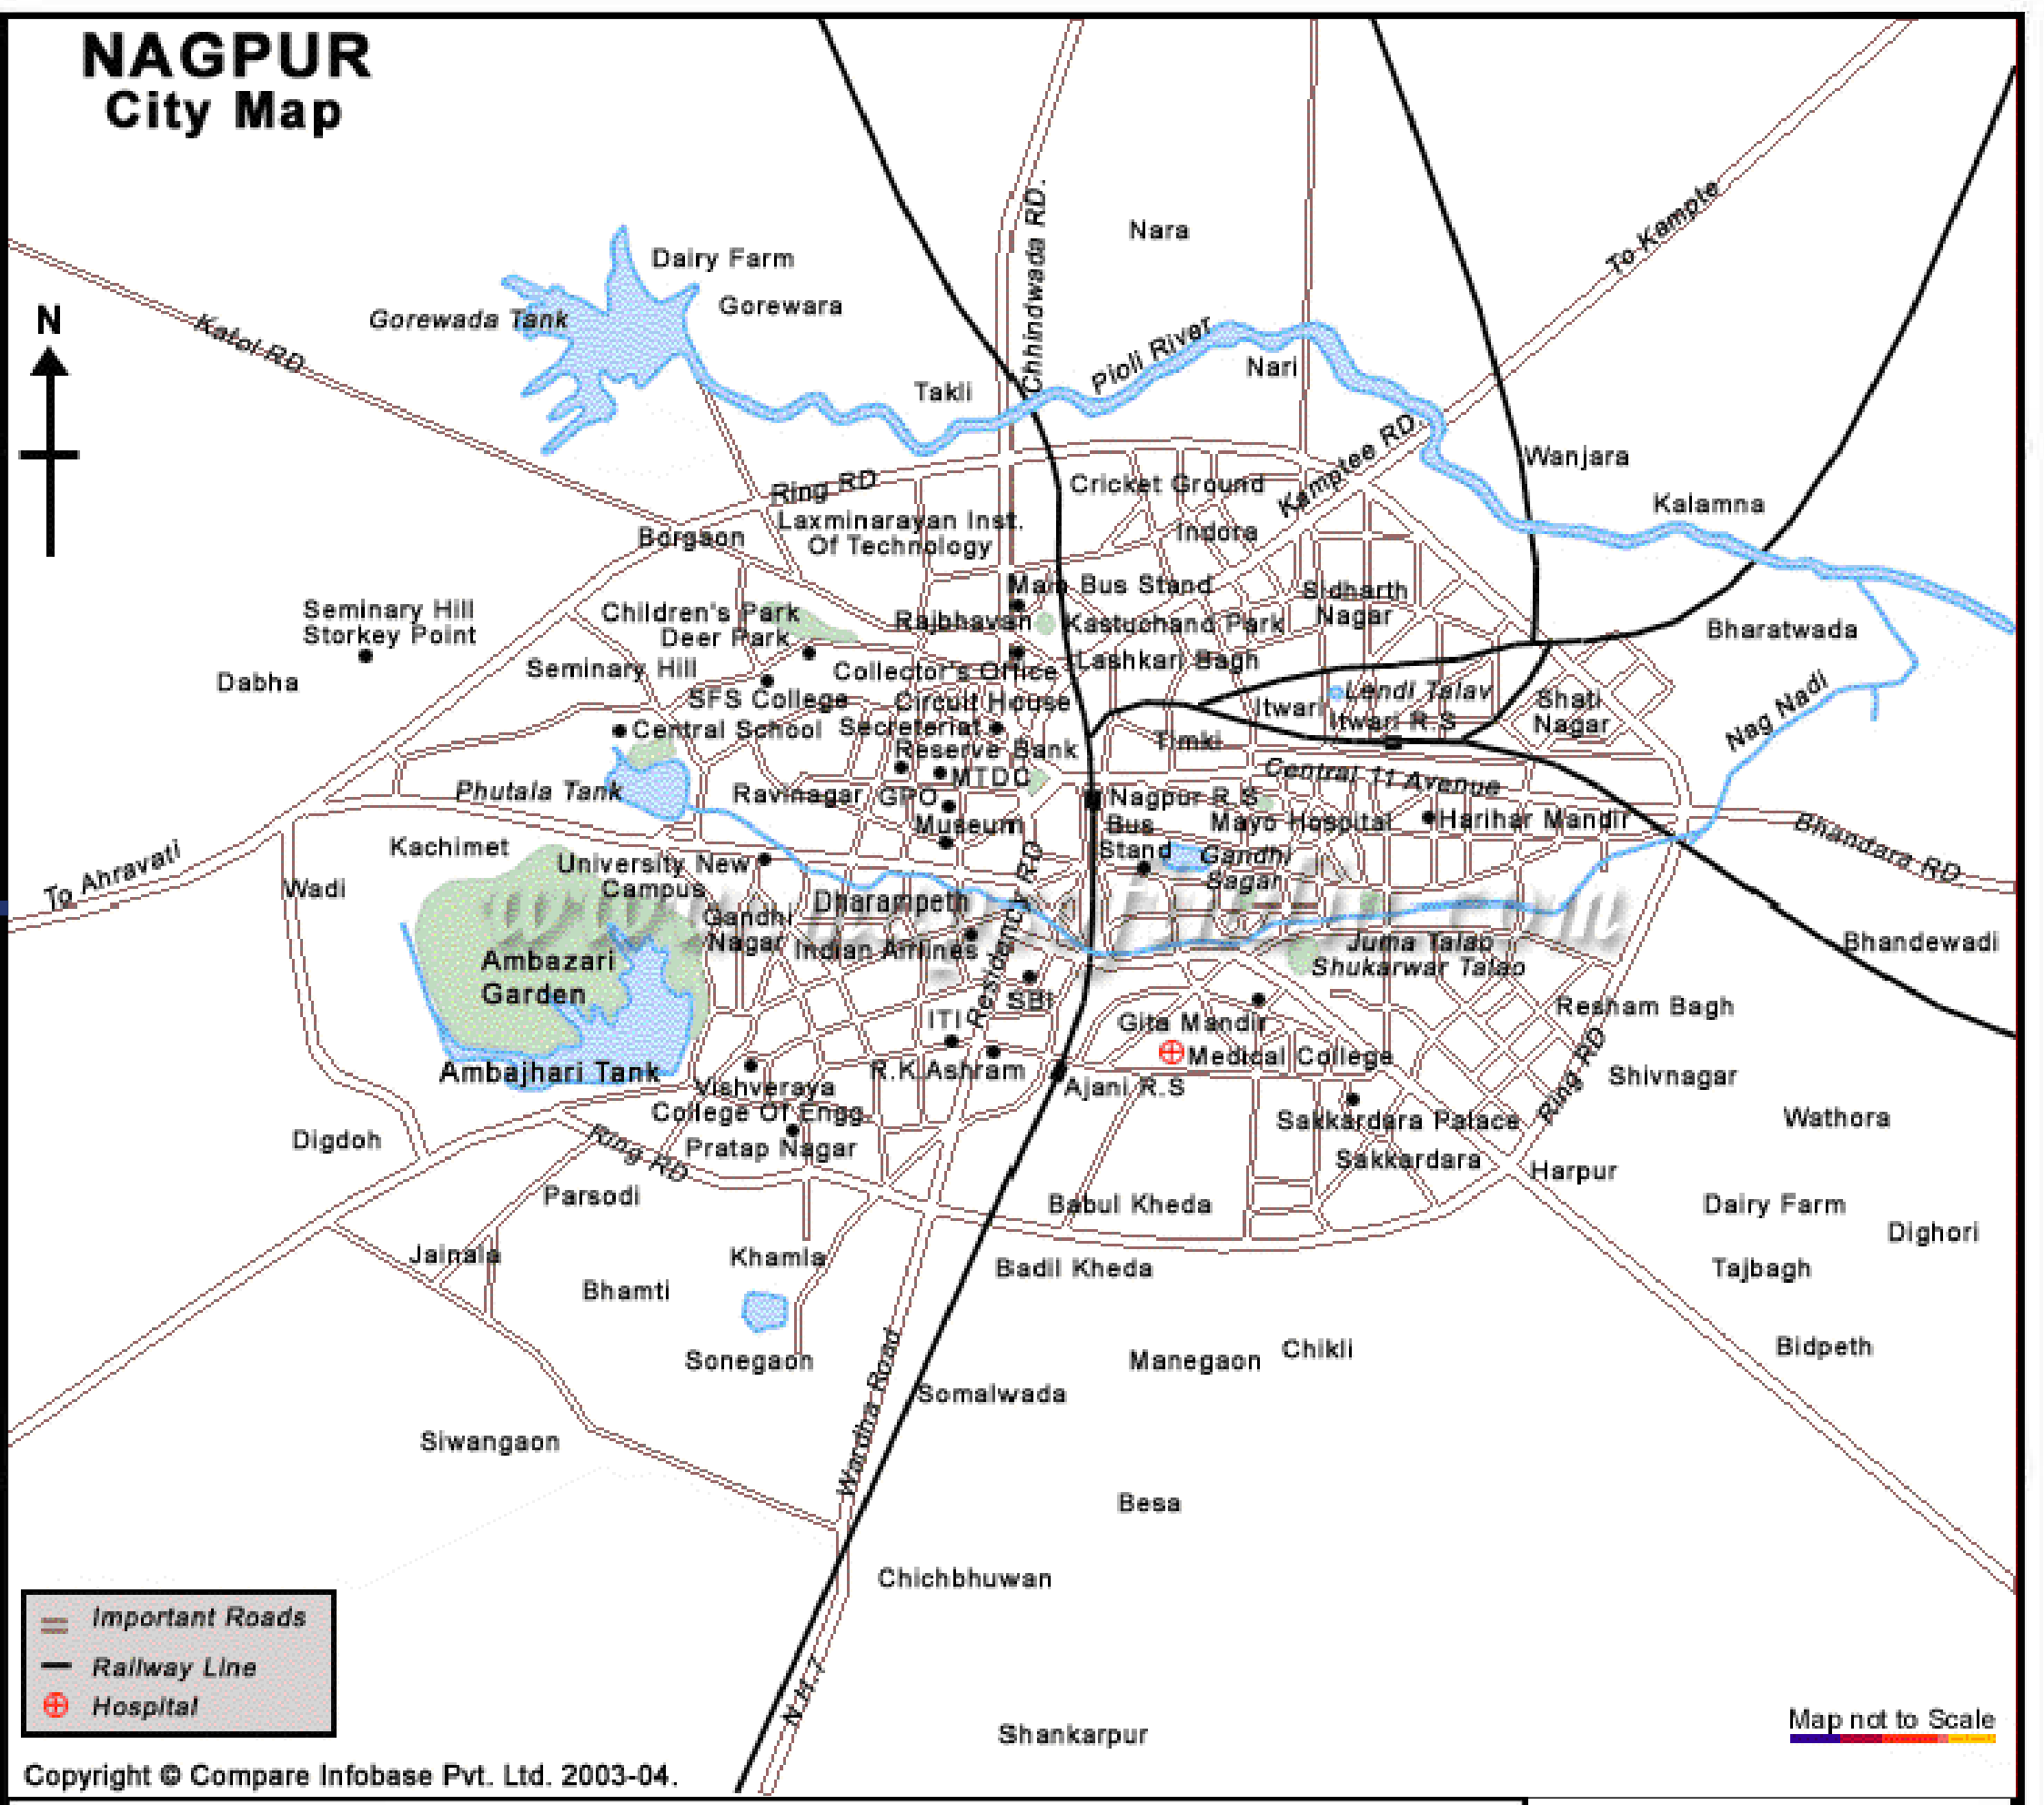 NAGPUR
City Map
N
Chhindwada RD.
Nara
To Kampte
Dairy Farm
Gorewara
Gorewada Tank
Katol RD
Pioli River
Nari
Takli
Kamptee RD.
Wanjara
Kalamna
Ring RD
Cricket Ground
Laxminarayan Inst.
Of Technology
Indora
Borgaon
Main Bus Stand
Sidharth
Nagar
Seminary Hill
Storkey Point
Children's Park
Deer Park
Rajbhavan
Kastuchand Park
Bharatwada
Lashkari Bagh
Seminary Hill
Collector's Office
Dabha
SFS College
Circuit House
Lendi Talav
Itwari
Itwari R.S
Bhati
Nagar
Nag Nadi
Central School
Secreteriat
Reserve Bank
Timki
MTDC
Central 11 Avenue
Phutala Tank
Ravinagar
GPO
Nagpur R.S
Museum
Bus
Stand
Mayo Hospital
Harihar Mandir
Bhandara RD.
Kachimet
University New
Campus
Gandhi
Sagar
To Ahravati
Wadi
Residency RD
Dharampeth
Gandhi
Nagar
Indian Airlines
Juma Talao
Shukarwar Talao
Bhandewadi
Ambazari
Garden
SBI
ITI
Gita Mandir
Resham Bagh
Medical College
Ambajhari Tank
R.K.Ashram
Ajani R.S
Ring RD
Shivnagar
Vishveraya
College Of Engg.
Sakkardara Palace
Wathora
Digdoh
Ring RD
Pratap Nagar
Sakkardara
Harpur
Parsodi
Babul Kheda
Dairy Farm
Dighori
Jainala
Khamla
Badil Kheda
Tajbagh
Bhamti
Sonegaon
Manegaon
Chikli
Bidpeth
Wardha Road
Somalwada
Siwangaon
Besa
Chichbhuwan
N.H.7
Shankarpur
Important Roads
Railway Line
Hospital
Map not to Scale
Copyright © Compare Infobase Pvt. Ltd. 2003-04.